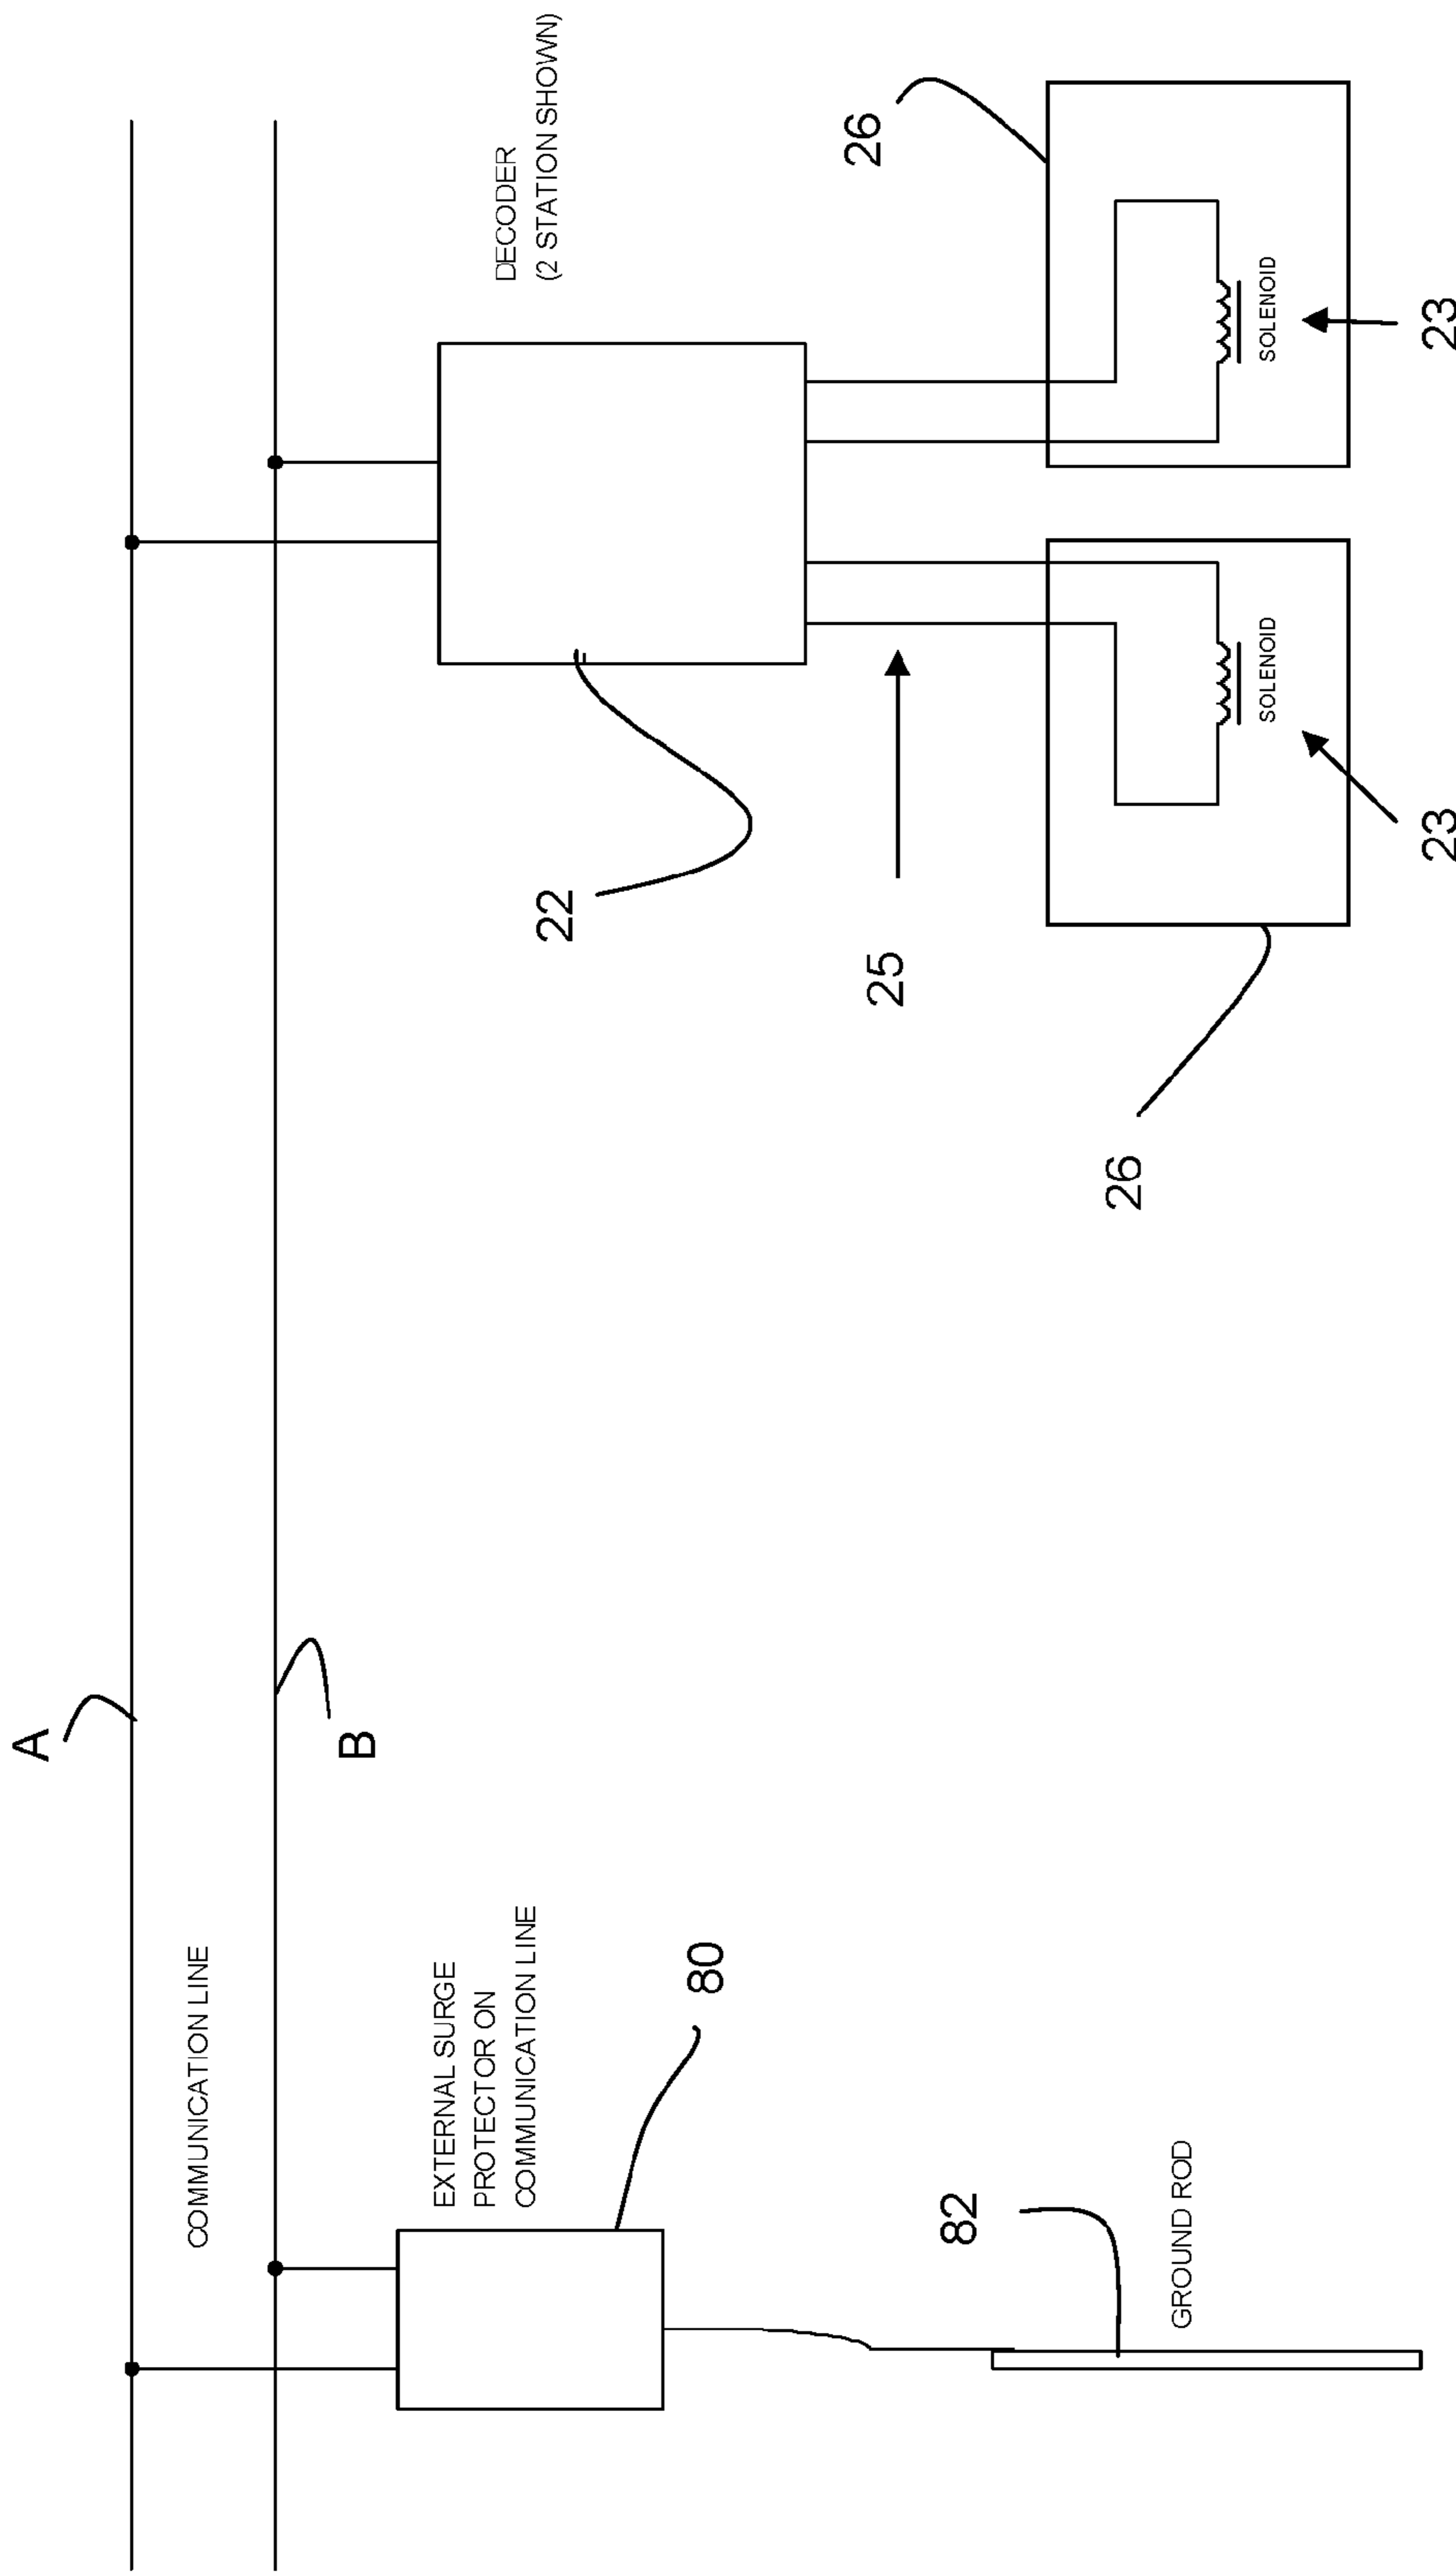 A
B
COMMUNICATION LINE
EXTERNAL SURGE
PROTECTOR ON
COMMUNICATION LINE
80
82
GROUND ROD
DECODER
(2 STATION SHOWN)
22
25
26
SOLENOID
23
26
SOLENOID
23